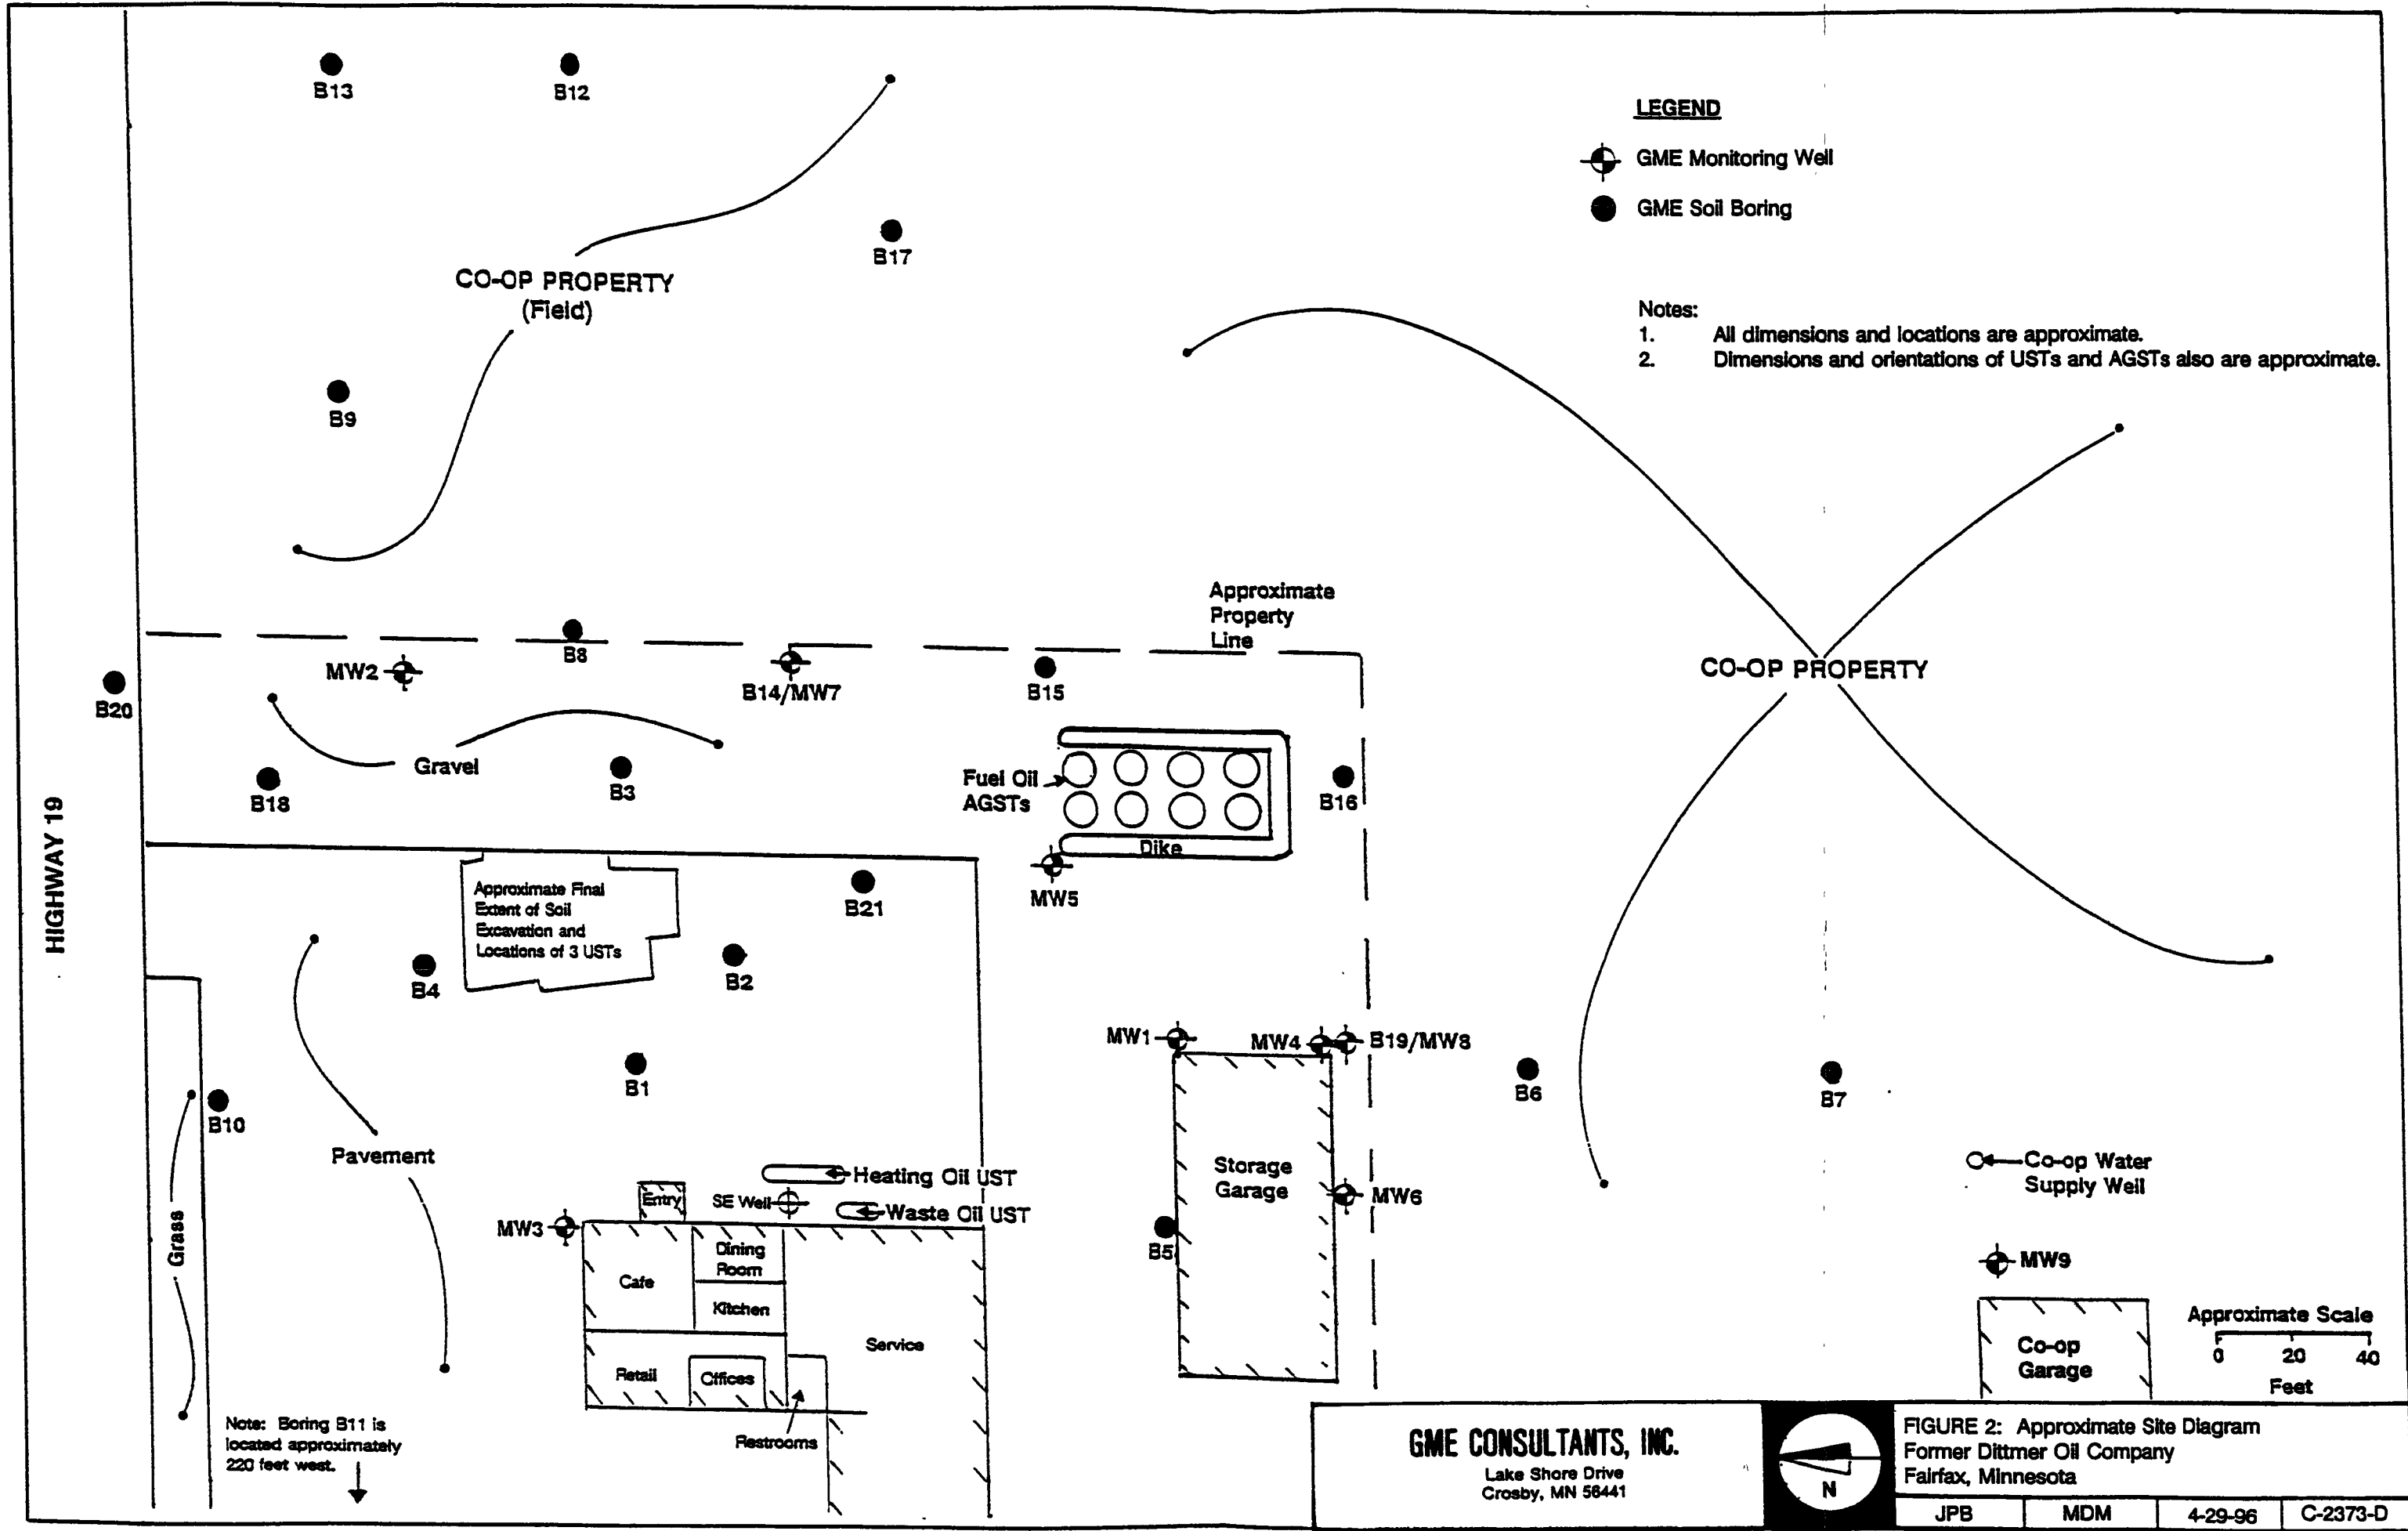 B13
B12
LEGEND
GME Monitoring Well
GME Soil Boring
B17
CO-OP PROPERTY
(Field)
Notes:
1. All dimensions and locations are approximate.
2. Dimensions and orientations of USTs and AGSTs also are approximate.
B9
Approximate
Property
Line
B8
MW2
B14/MW7
B15
CO-OP PROPERTY
B20
Gravel
B18
B3
Fuel Oil
AGSTs
B16
Dike
HIGHWAY 19
Approximate Final
Extent of Soil
Excavation and
Locations of 3 USTs
B21
MW5
B4
B2
MW1
MW4
B19/MW8
B1
B6
B7
B10
Pavement
Heating Oil UST
Storage
Garage
Co-op Water
Supply Well
Entry
SE Well
Waste Oil UST
MW6
MW3
Grass
B5
Dining
Room
Cafe
Kitchen
MW9
Service
Retail
Offices
Co-op
Garage
Approximate Scale
0 20 40
Feet
Note: Boring B11 is
located approximately
220 feet west.
Restrooms
GME CONSULTANTS, INC.
Lake Shore Drive
Crosby, MN 56441
N
FIGURE 2: Approximate Site Diagram
Former Dittmer Oil Company
Fairfax, Minnesota
JPB MDM 4-29-96 C-2373-D